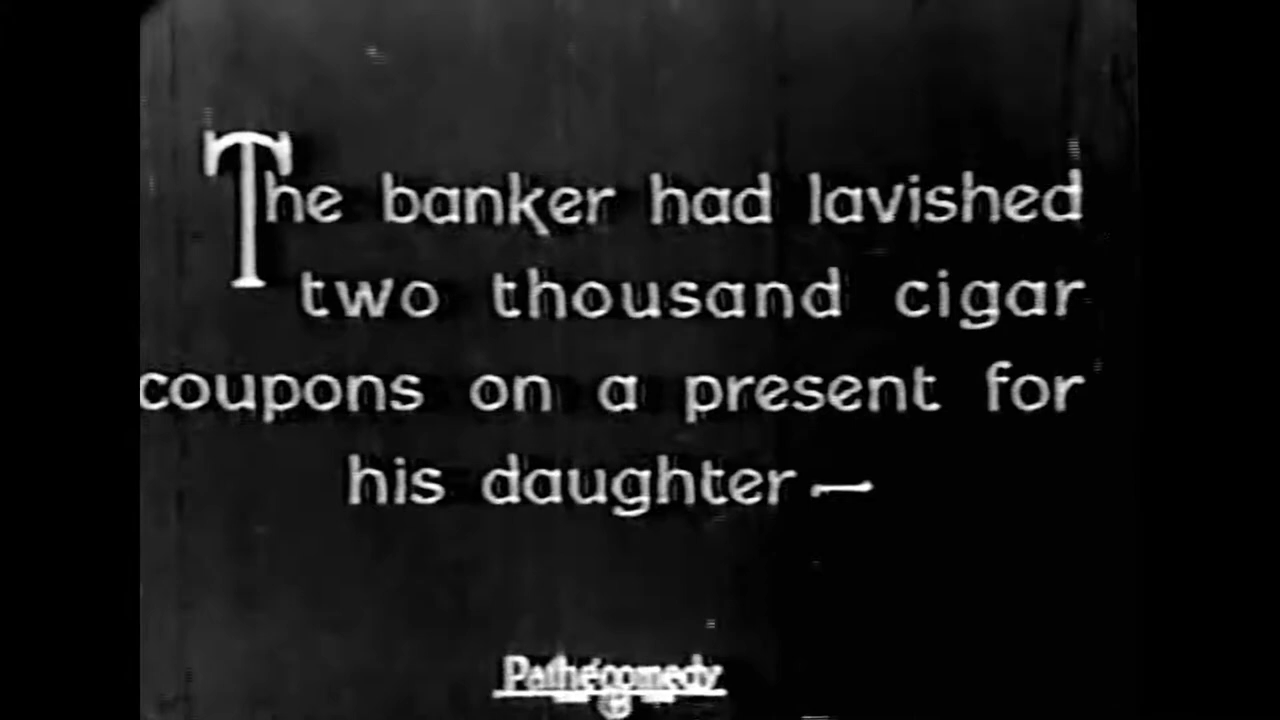 The banker had lavished
two thousand cigar
coupons on a present for
his daughter —
Pathécomedy